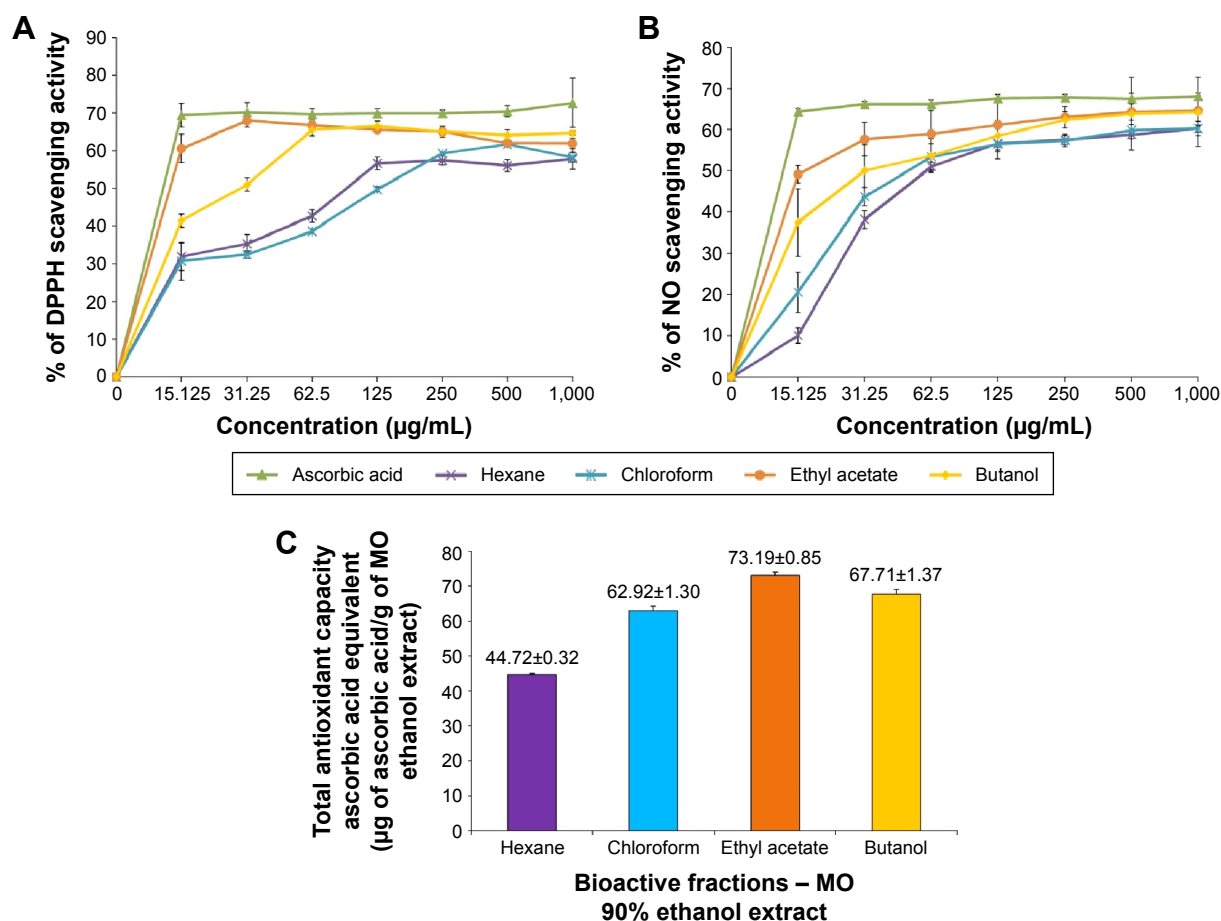 A
% of DPPH scavenging activity
90
80
70
60
50
40
30
20
10
0
0 15.125 31.25 62.5 125 250 500 1,000
Concentration (µg/mL)
B
% of NO scavenging activity
80
70
60
50
40
30
20
10
0
0 15.125 31.25 62.5 125 250 500 1,000
Concentration (µg/mL)
Ascorbic acid Hexane Chloroform Ethyl acetate Butanol
C
Total antioxidant capacity
ascorbic acid equivalent
(µg of ascorbic acid/g of MO
ethanol extract)
80
70
60
50
40
30
20
10
0
44.72±0.32
62.92±1.30
73.19±0.85
67.71±1.37
Hexane Chloroform Ethyl acetate Butanol
Bioactive fractions – MO
90% ethanol extract